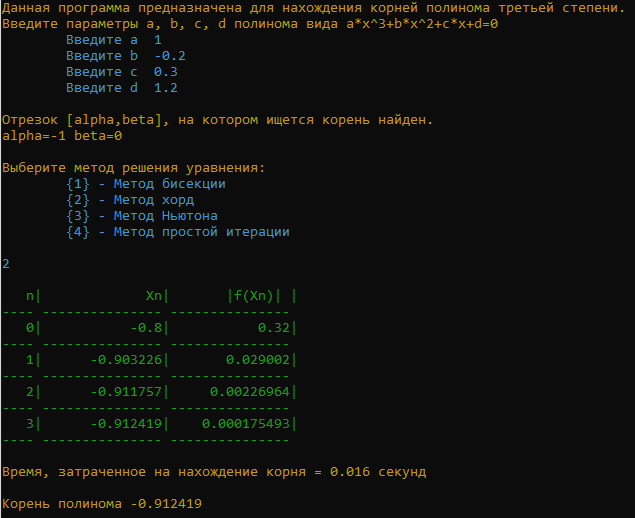 Данная программа предназначена для нахождения корней полинома третьей степени.
Введите параметры a, b, c, d полинома вида a*x^3+b*x^2+c*x+d=0
Введите a  1
Введите b  -0.2
Введите c  0.3
Введите d  1.2
Отрезок [alpha,beta], на котором ищется корень найден.
alpha=-1 beta=0
Выберите метод решения уравнения:
{1} - Метод бисекции
{2} - Метод хорд
{3} - Метод Ньютона
{4} - Метод простой итерации
2
n|             Xn|       |f(Xn)| |
---- --------------- ---------------
0|           -0.8|           0.32|
---- --------------- ---------------
1|      -0.903226|       0.029002|
---- --------------- ---------------
2|      -0.911757|     0.00226964|
---- --------------- ---------------
3|      -0.912419|    0.000175493|
---- --------------- ---------------
Время, затраченное на нахождение корня = 0.016 секунд
Корень полинома -0.912419